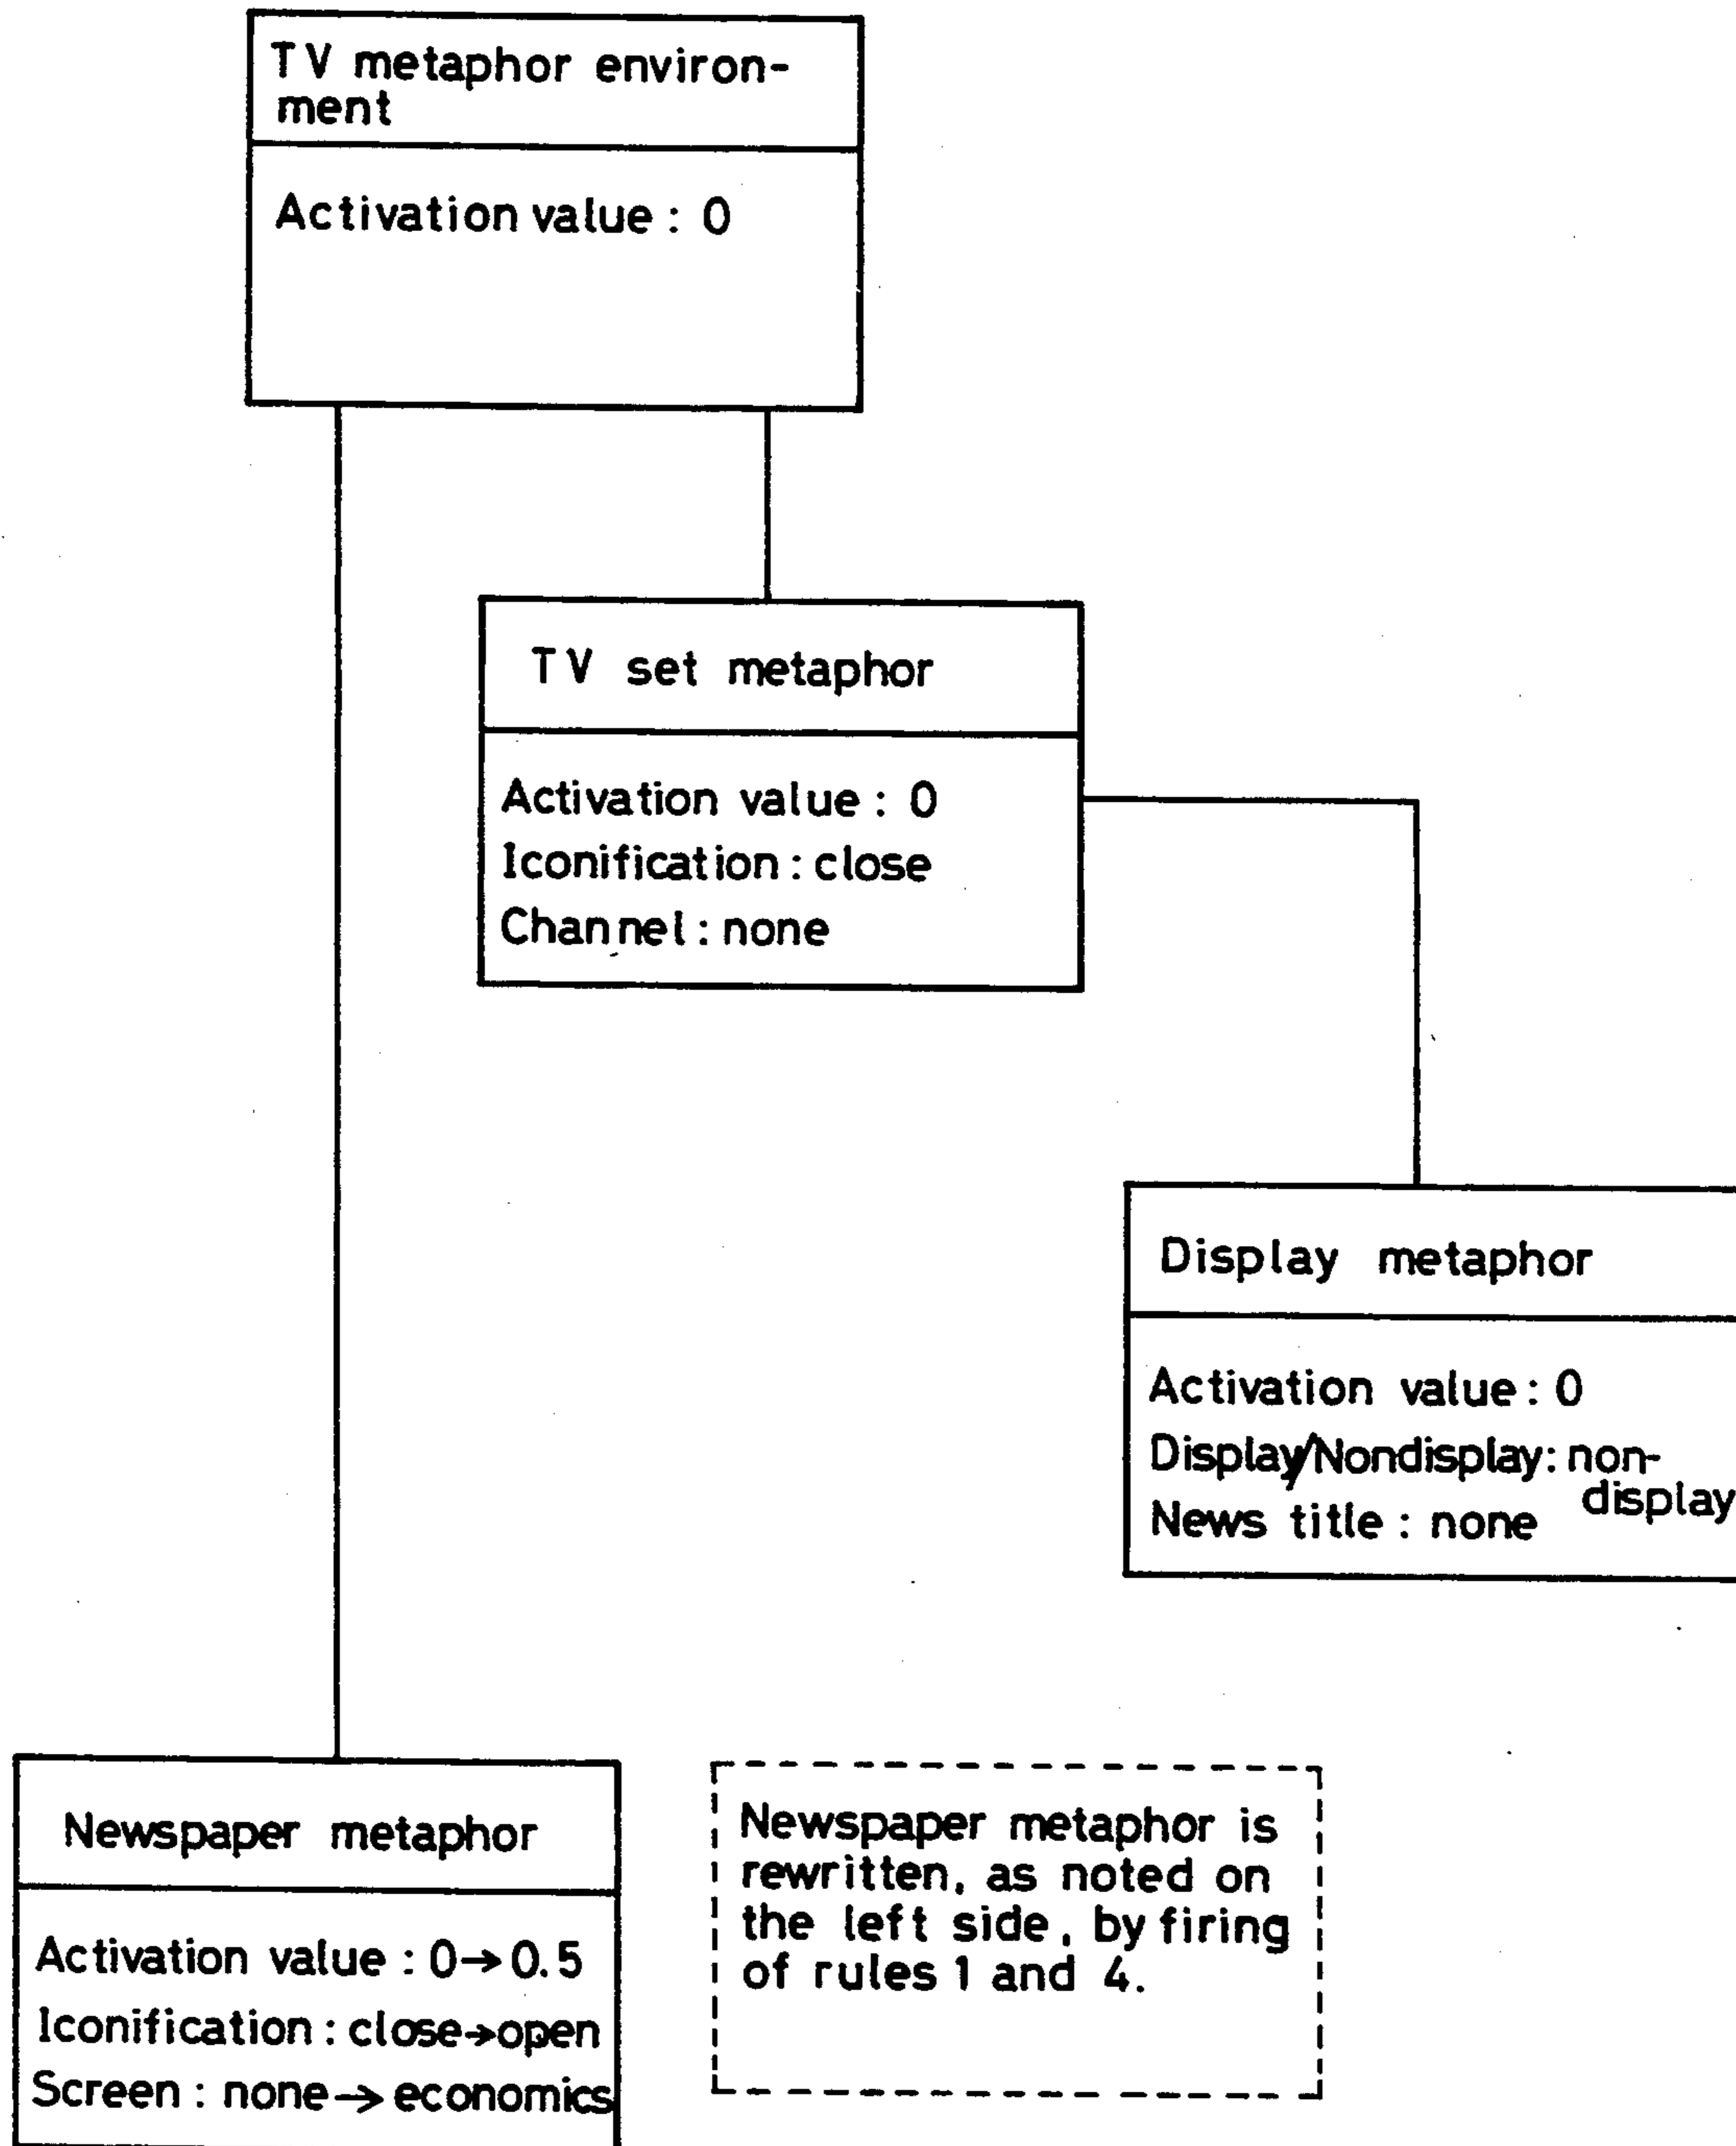 TV metaphor environ-
ment
Activation value : 0
TV set metaphor
Activation value : 0
Iconification : close
Channel : none
Display metaphor
Activation value : 0
Display/Nondisplay: non-
display
News title : none
Newspaper metaphor
Activation value : 0→0.5
Iconification : close→open
Screen : none→economics
Newspaper metaphor is
rewritten, as noted on
the left side, by firing
of rules 1 and 4.